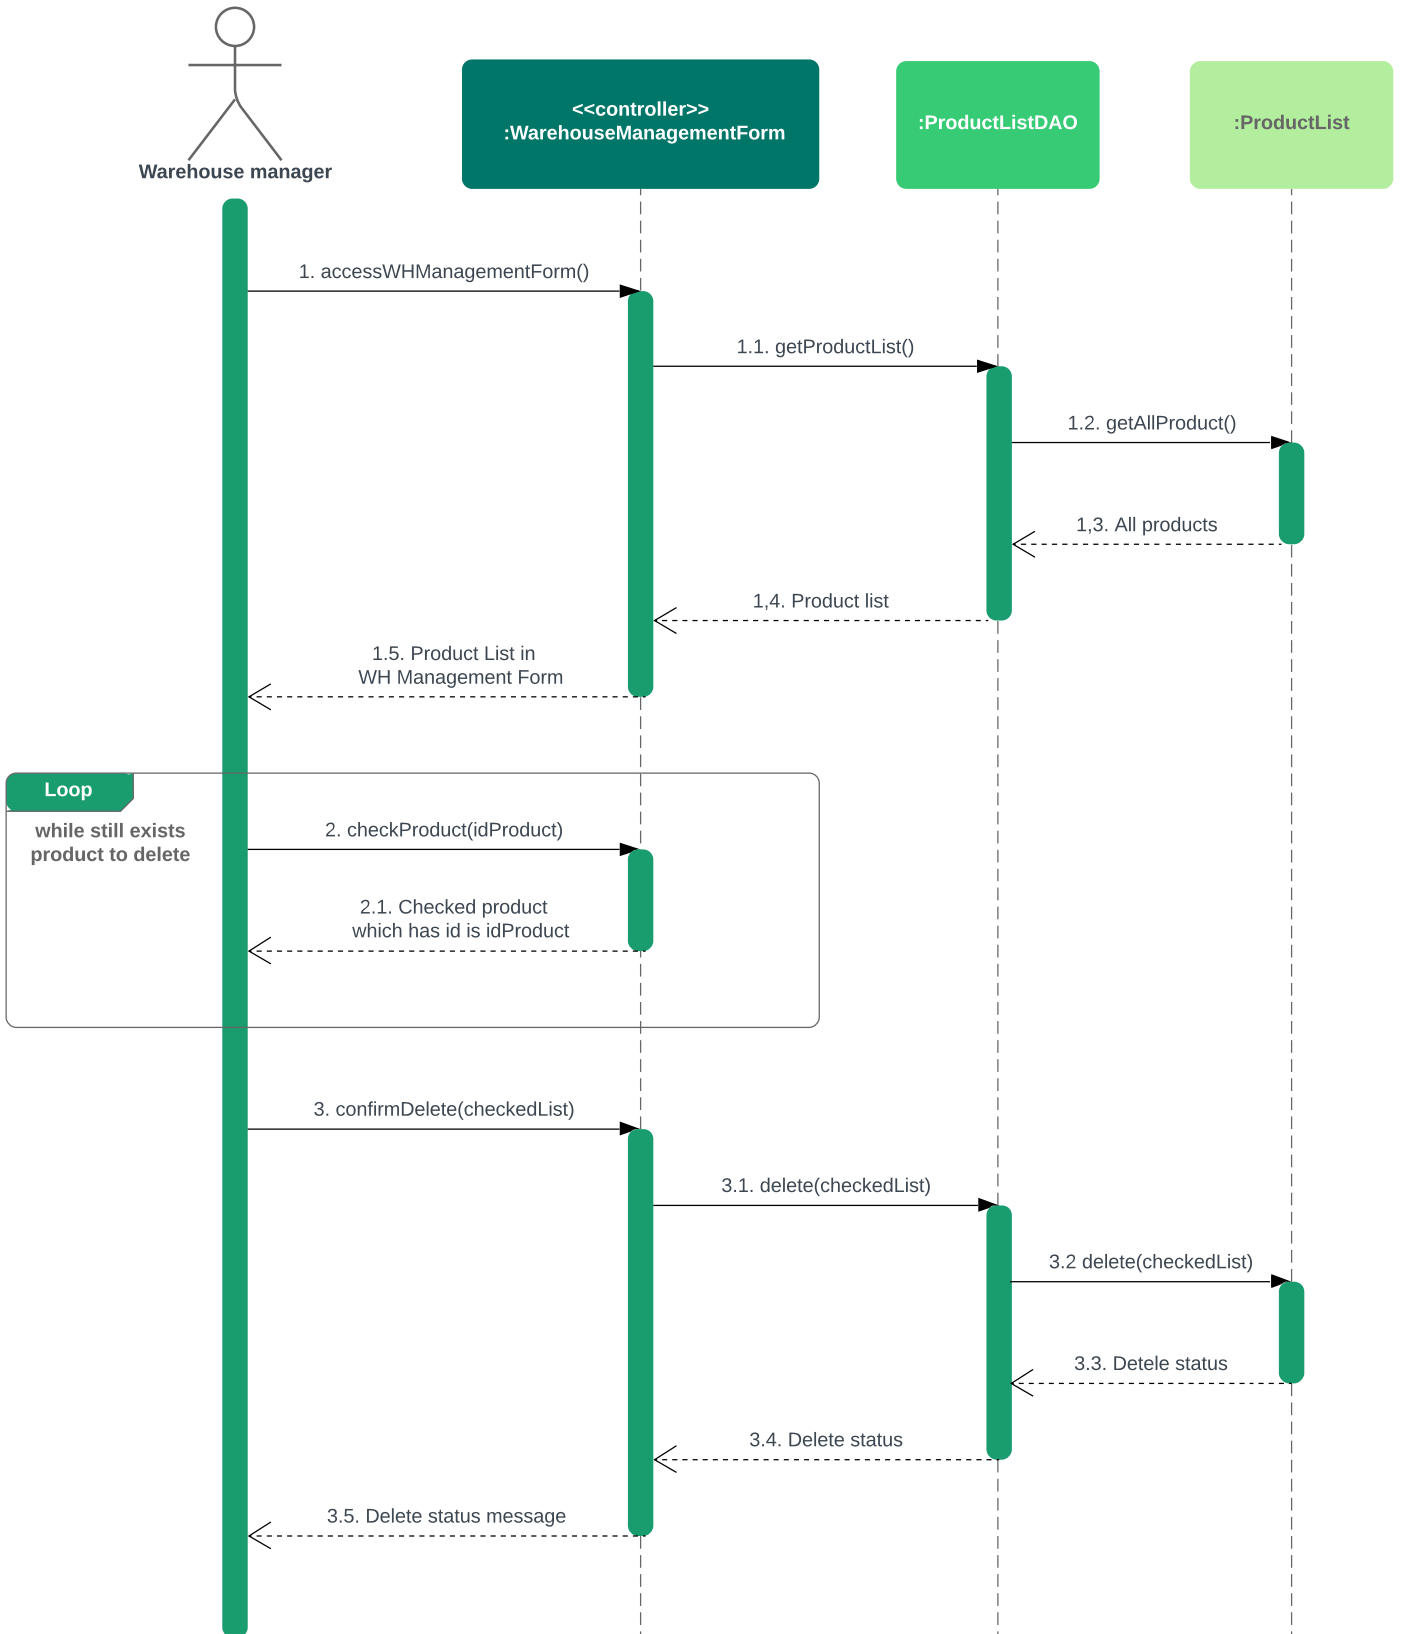 Warehouse manager
<<controller>>
:WarehouseManagementForm
:ProductListDAO
:ProductList
1. accessWHManagementForm()
1.1. getProductList()
1.2. getAllProduct()
1,3. All products
1,4. Product list
1.5. Product List in
WH Management Form
Loop
while still exists
product to delete
2. checkProduct(idProduct)
2.1. Checked product
which has id is idProduct
3. confirmDelete(checkedList)
3.1. delete(checkedList)
3.2 delete(checkedList)
3.3. Detele status
3.4. Delete status
3.5. Delete status message